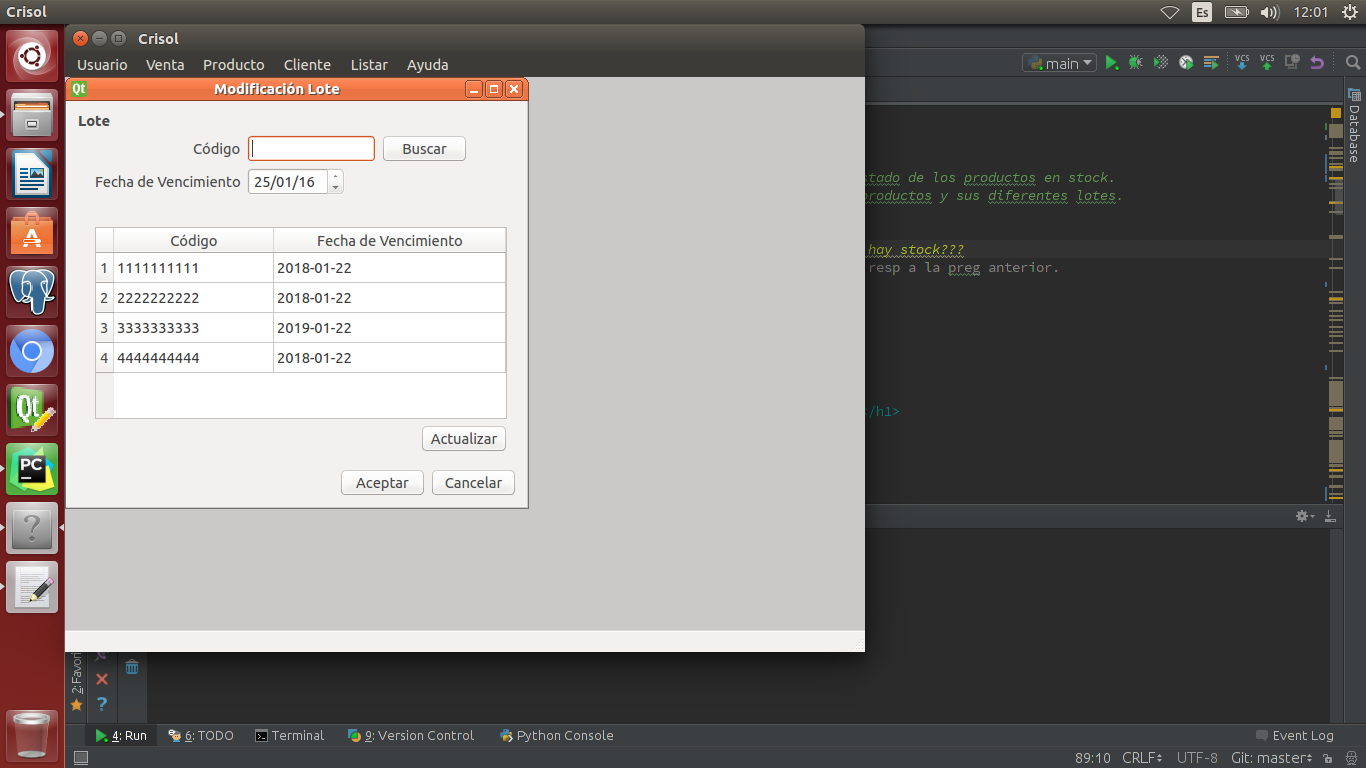 Crisol
Es
12:01
Crisol
Usuario Venta Producto Cliente Listar Ayuda
main
VCS VCS
Qt Modificación Lote
Lote
Código Buscar
Fecha de Vencimiento 25/01/16
Código Fecha de Vencimiento
1 1111111111 2018-01-22
2 2222222222 2018-01-22
3 3333333333 2019-01-22
4 4444444444 2018-01-22
Actualizar
Aceptar Cancelar
stado de los productos en stock.
productos y sus diferentes lotes.
hay stock???
resp a la preg anterior.
/h1>
Database
Qt
PC
2: Favori
4: Run 6: TODO Terminal 9: Version Control Python Console Event Log
89:10 CRLF UTF-8 Git: master